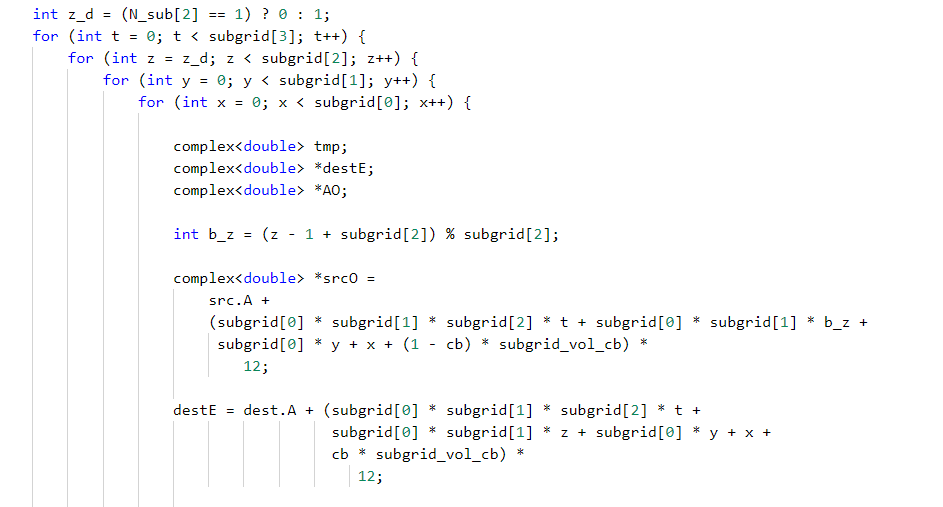 int z_d = (N_sub[2] == 1) ? 0 : 1;
for (int t = 0; t < subgrid[3]; t++) {
for (int z = z_d; z < subgrid[2]; z++) {
for (int y = 0; y < subgrid[1]; y++) {
for (int x = 0; x < subgrid[0]; x++) {
complex<double> tmp;
complex<double> *destE;
complex<double> *AO;
int b_z = (z - 1 + subgrid[2]) % subgrid[2];
complex<double> *srcO =
src.A +
(subgrid[0] * subgrid[1] * subgrid[2] * t + subgrid[0] * subgrid[1] * b_z +
subgrid[0] * y + x + (1 - cb) * subgrid_vol_cb) *
12;
destE = dest.A + (subgrid[0] * subgrid[1] * subgrid[2] * t +
subgrid[0] * subgrid[1] * z + subgrid[0] * y + x +
cb * subgrid_vol_cb) *
12;